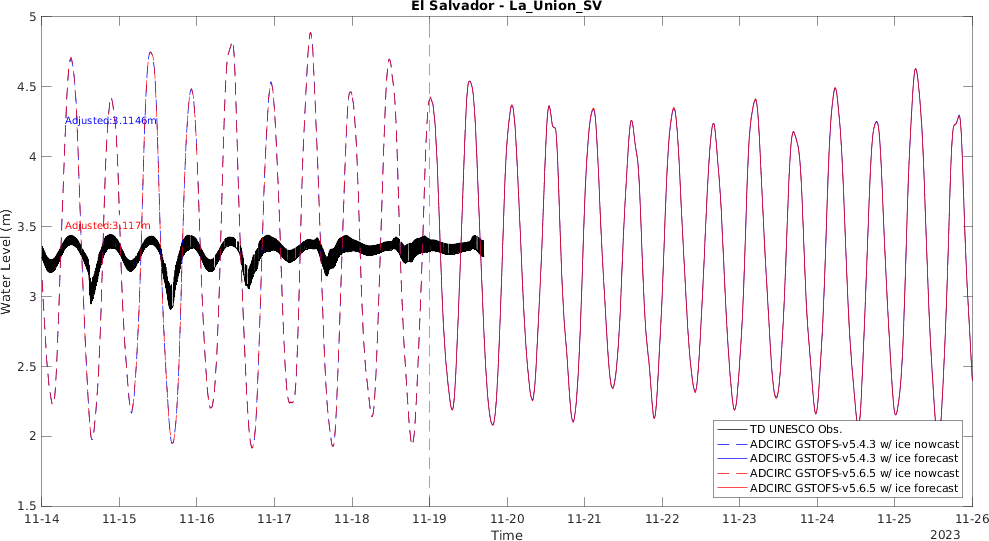 El Salvador - La_Union_SV
5
4.5
4
3.5
3
2.5
2
1.5
Water Level (m)
Adjusted:3.1146m
Adjusted:3.117m
TD UNESCO Obs.
ADCIRC GSTOFS-v5.4.3 w/ ice nowcast
ADCIRC GSTOFS-v5.4.3 w/ ice forecast
ADCIRC GSTOFS-v5.6.5 w/ ice nowcast
ADCIRC GSTOFS-v5.6.5 w/ ice forecast
11-14 11-15 11-16 11-17 11-18 11-19 11-20 11-21 11-22 11-23 11-24 11-25 11-26
Time
2023